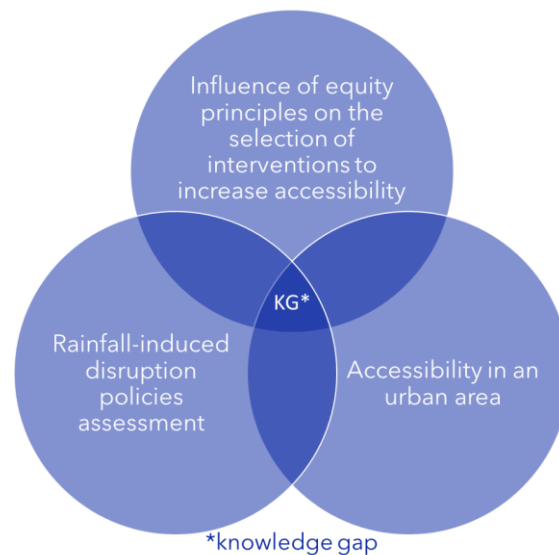 Influence of equity
principles on the
selection of
interventions to
increase accessibility
KG*
Rainfall-induced
disruption
policies
assessment
Accessibility in an
urban area
*knowledge gap